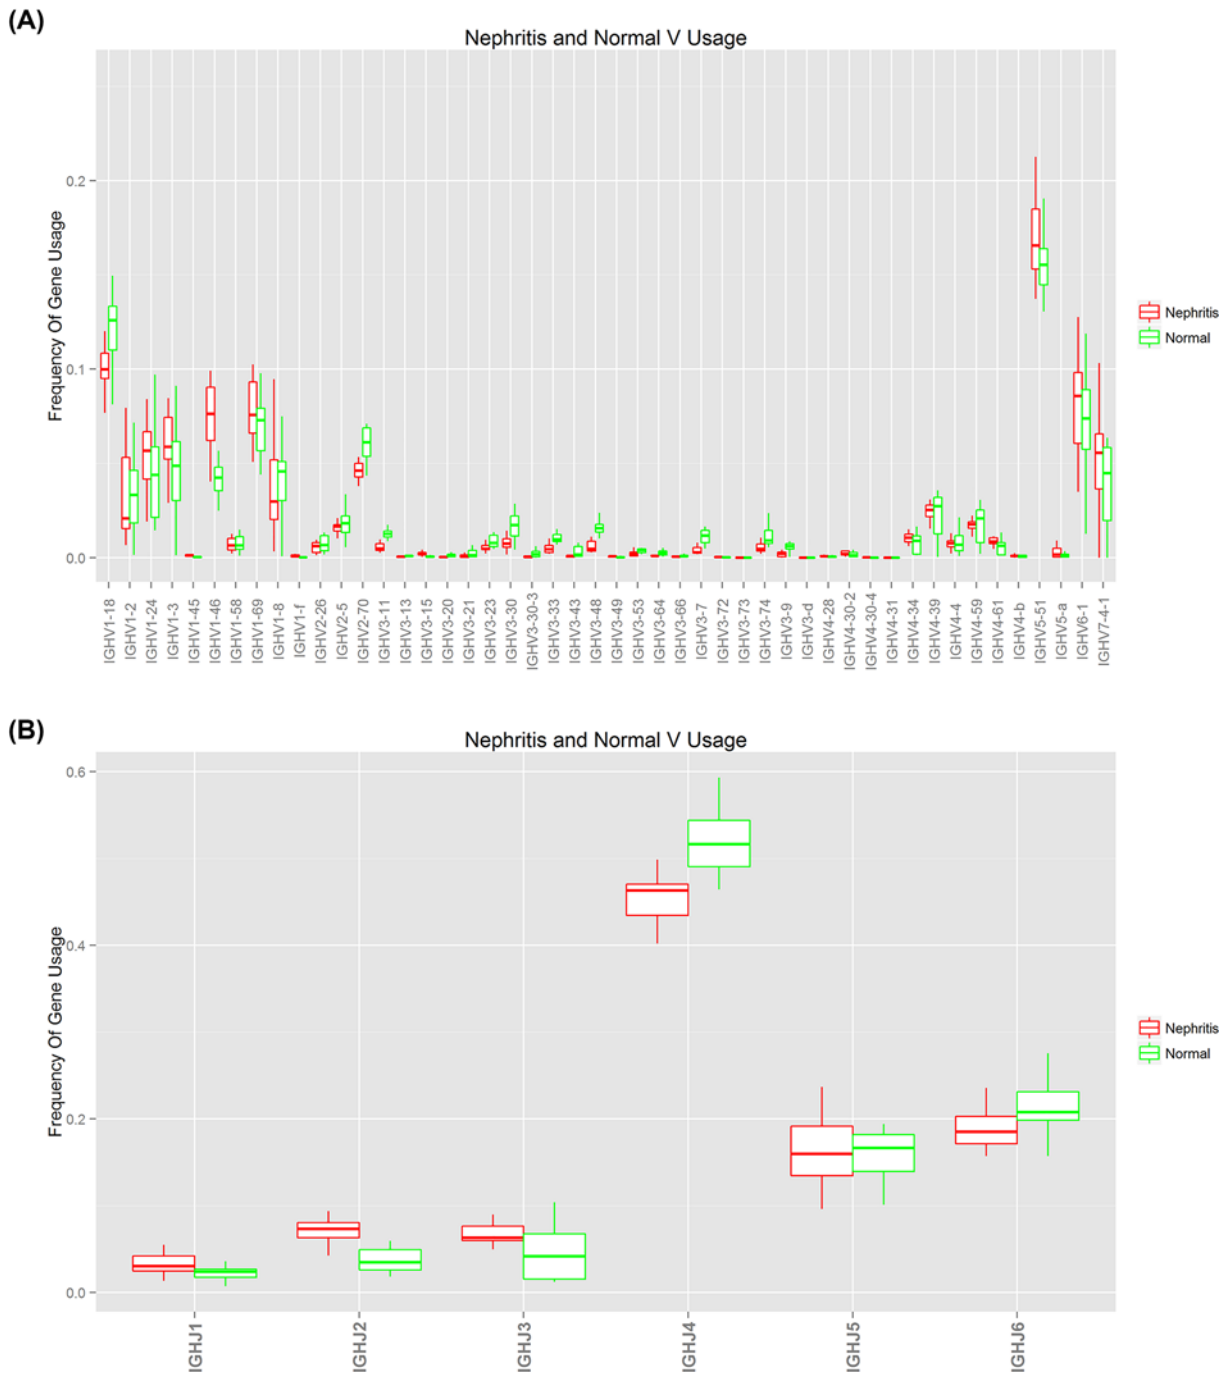 (A)
Nephritis and Normal V Usage
Frequency Of Gene Usage
0.2
0.1
0.0
IGHV1-18
IGHV1-2
IGHV1-24
IGHV1-3
IGHV1-45
IGHV1-46
IGHV1-58
IGHV1-69
IGHV1-8
IGHV1-f
IGHV2-26
IGHV2-5
IGHV2-70
IGHV3-11
IGHV3-13
IGHV3-15
IGHV3-20
IGHV3-21
IGHV3-23
IGHV3-30
IGHV3-30-3
IGHV3-33
IGHV3-43
IGHV3-48
IGHV3-49
IGHV3-53
IGHV3-64
IGHV3-66
IGHV3-7
IGHV3-72
IGHV3-73
IGHV3-74
IGHV3-9
IGHV3-d
IGHV4-28
IGHV4-30-2
IGHV4-30-4
IGHV4-31
IGHV4-34
IGHV4-39
IGHV4-4
IGHV4-59
IGHV4-61
IGHV4-b
IGHV5-51
IGHV5-a
IGHV6-1
IGHV7-4-1
Nephritis
Normal
(B)
Nephritis and Normal V Usage
Frequency Of Gene Usage
0.6
0.4
0.2
0.0
IGHJ1
IGHJ2
IGHJ3
IGHJ4
IGHJ5
IGHJ6
Nephritis
Normal